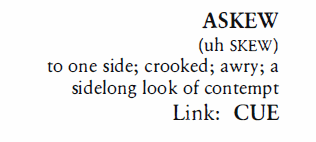 ASKEW
(uh SKEW)
to one side; crooked; awry; a
sidelong look of contempt
Link: CUE